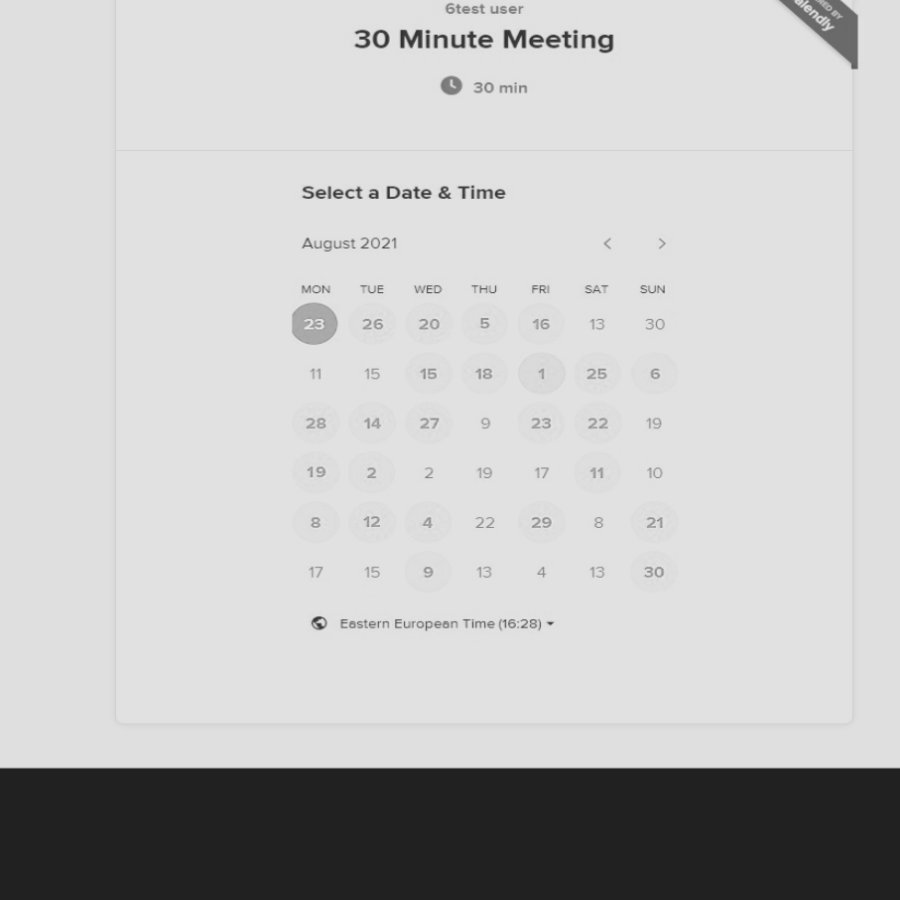 6test user
30 Minute Meeting
30 min
Select a Date & Time
August 2021
MON TUE WED THU FRI SAT SUN
23 26 20 5 16 13 30
11 15 15 18 1 25 6
28 14 27 9 23 22 19
19 2 2 19 17 11 10
8 12 4 22 29 8 21
17 15 9 13 4 13 30
Eastern European Time (16:28)